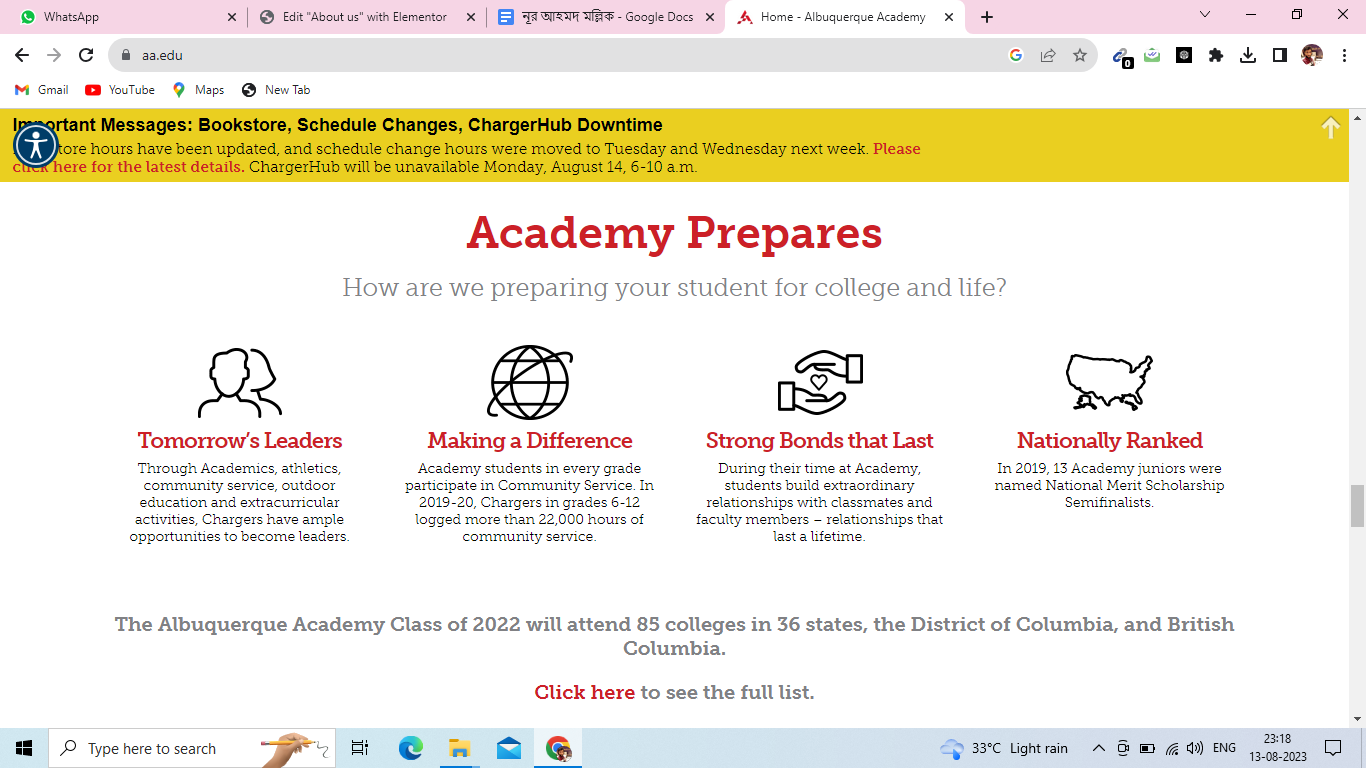 WhatsApp
Edit "About us" with Elementor
নূর আহমদ মল্লিক - Google Docs
Home - Albuquerque Academy
aa.edu
0
Gmail
YouTube
Maps
New Tab
Important Messages: Bookstore, Schedule Changes, ChargerHub Downtime
store hours have been updated, and schedule change hours were moved to Tuesday and Wednesday next week. Please
click here for the latest details. ChargerHub will be unavailable Monday, August 14, 6-10 a.m.
Academy Prepares
How are we preparing your student for college and life?
Tomorrow's Leaders
Through Academics, athletics,
community service, outdoor
education and extracurricular
activities, Chargers have ample
opportunities to become leaders.
Making a Difference
Academy students in every grade
participate in Community Service. In
2019-20, Chargers in grades 6-12
logged more than 22,000 hours of
community service.
Strong Bonds that Last
During their time at Academy,
students build extraordinary
relationships with classmates and
faculty members – relationships that
last a lifetime.
Nationally Ranked
In 2019, 13 Academy juniors were
named National Merit Scholarship
Semifinalists.
The Albuquerque Academy Class of 2022 will attend 85 colleges in 36 states, the District of Columbia, and British
Columbia.
Click here to see the full list.
Type here to search
33°C Light rain
ENG
23:18
13-08-2023